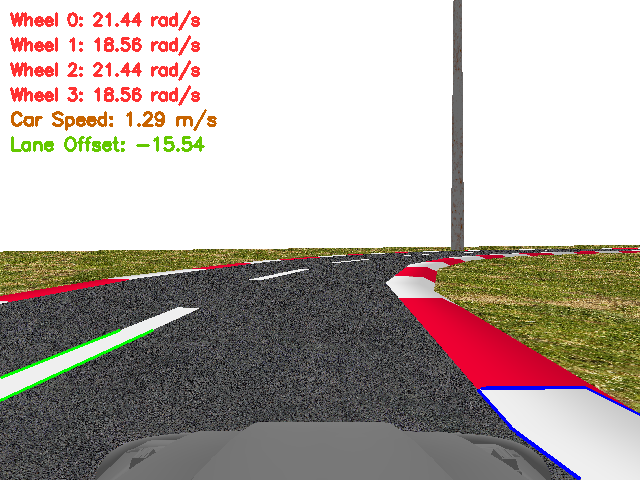 Wheel 0: 21.44 rad/s
Wheel 1: 18.56 rad/s
Wheel 2: 21.44 rad/s
Wheel 3: 18.56 rad/s
Car Speed: 1.29 m/s
Lane Offset: -15.54